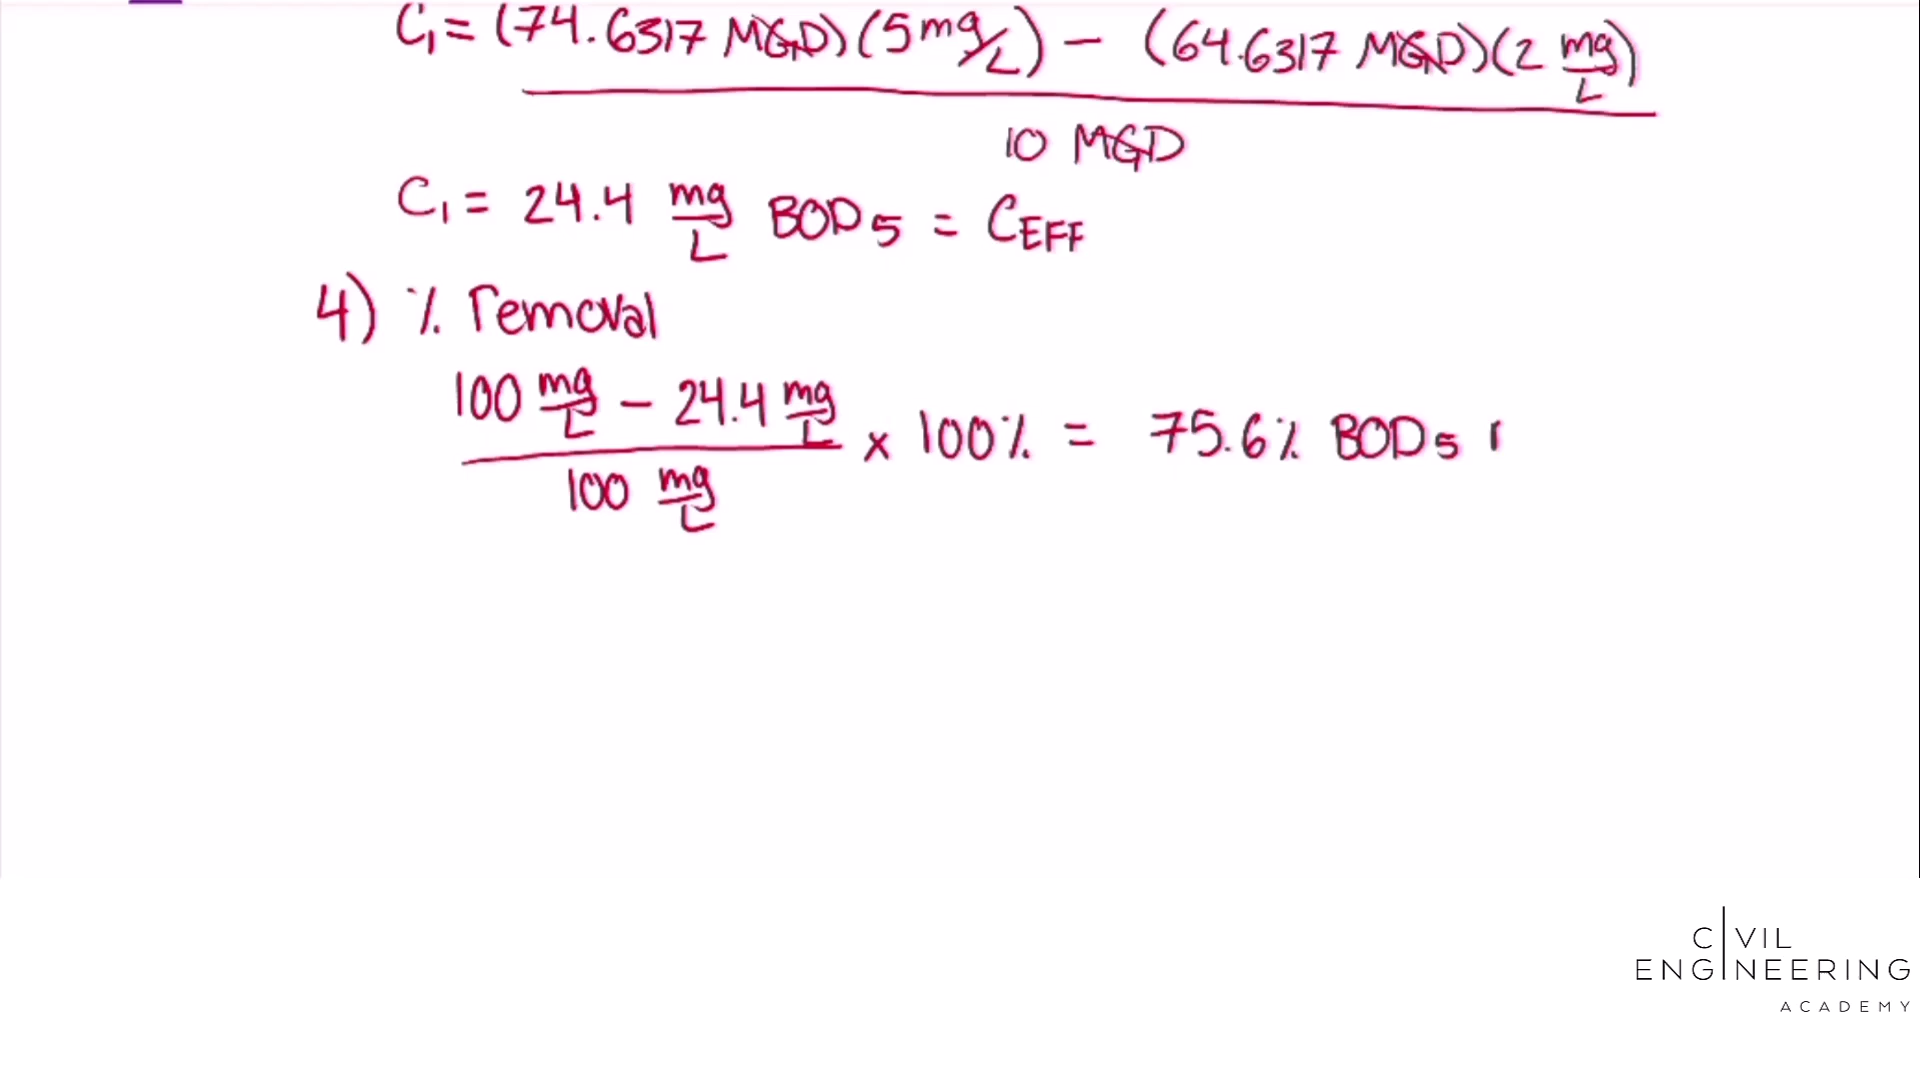 C₁ = (74.6317 MGD)(5 mg/L) − (64.6317 MGD)(2 mg/L)
10 MGD
C₁ = 24.4 mg/L BOD₅ = C_EFF
4) % removal
100 mg/L − 24.4 mg/L
× 100% = 75.6% BOD₅
100 mg/L
CIVIL
ENGINEERING
ACADEMY